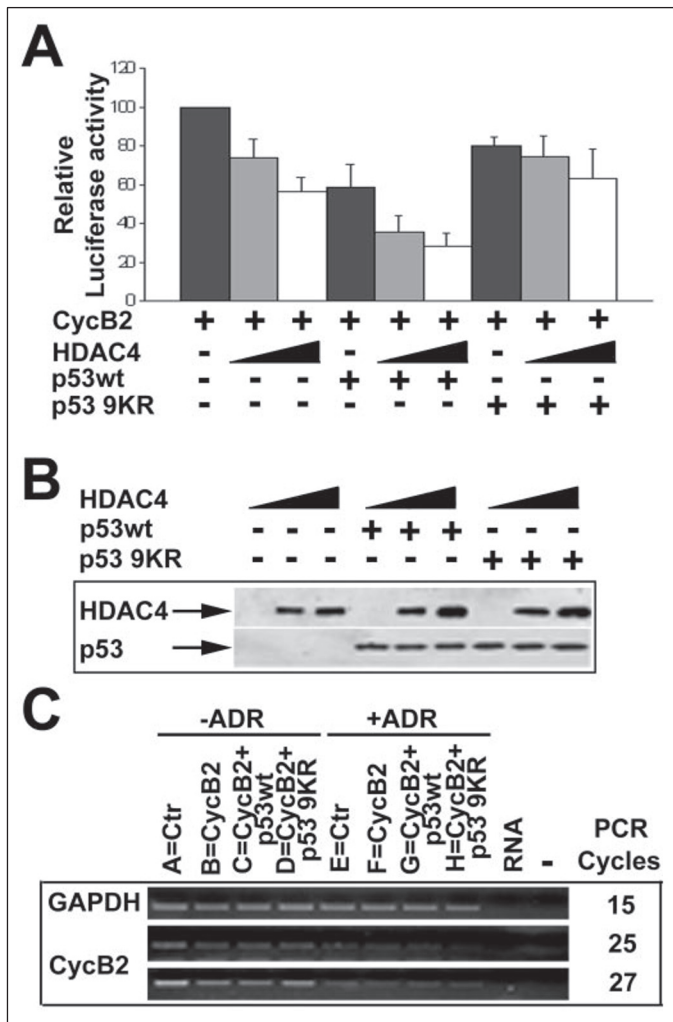 A
Relative
Luciferase activity
120
100
80
60
40
20
0
CycB2 + + + + + + + + +
HDAC4 - - -
p53wt - - - + + + - - -
p53 9KR - - - - - - + + +
B
HDAC4
p53wt - - - + + + - - -
p53 9KR - - - - - - + + +
HDAC4
p53
C
-ADR +ADR
A=Ctr
B=CycB2
C=CycB2+
p53wt
D=CycB2+
p53 9KR
E=Ctr
F=CycB2
G=CycB2+
p53wt
H=CycB2+
p53 9KR
RNA
-
PCR
Cycles
GAPDH 15
CycB2 25
27